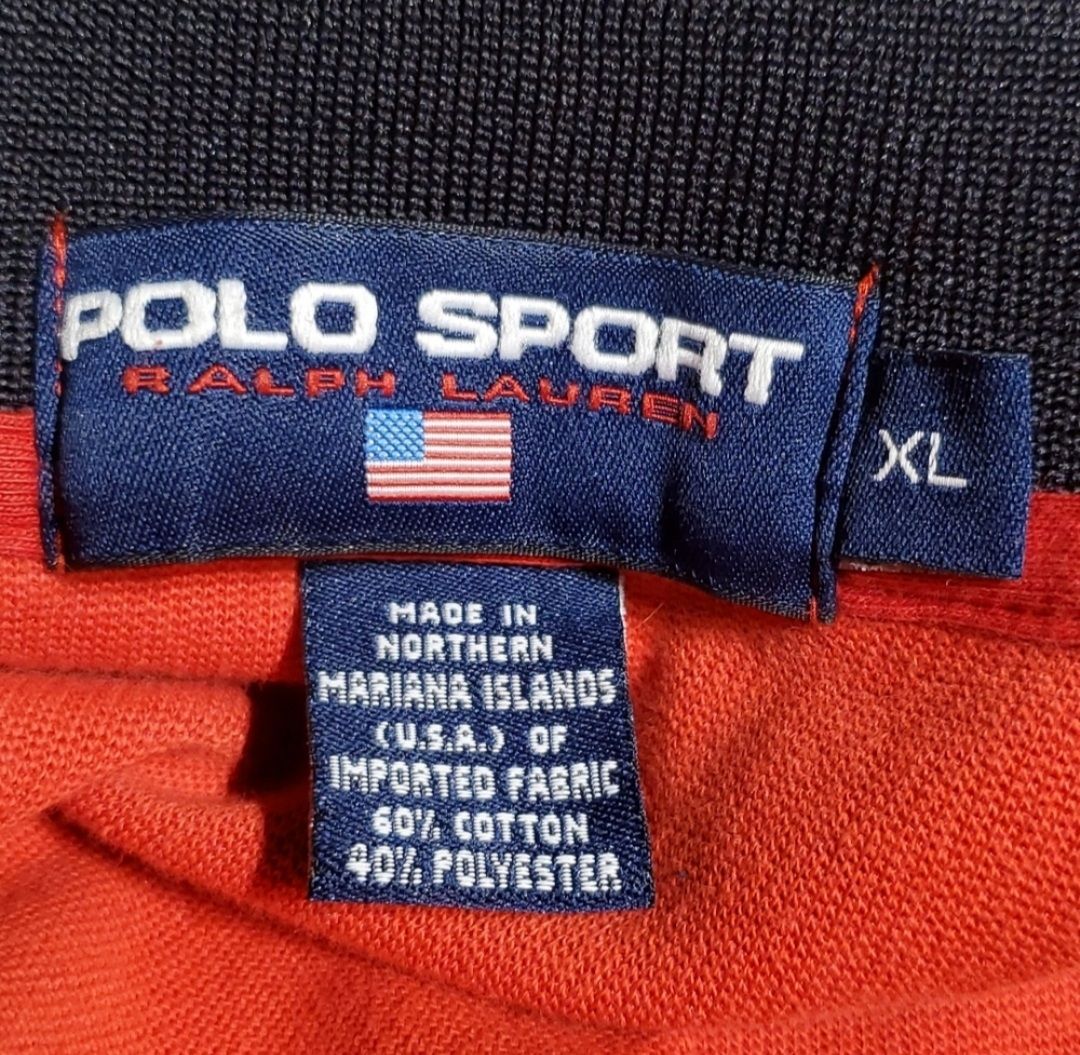 POLO SPORT
RALPH LAUREN
XL
MADE IN
NORTHERN
MARIANA ISLANDS
(U.S.A.) OF
IMPORTED FABRIC
60% COTTON
40% POLYESTER